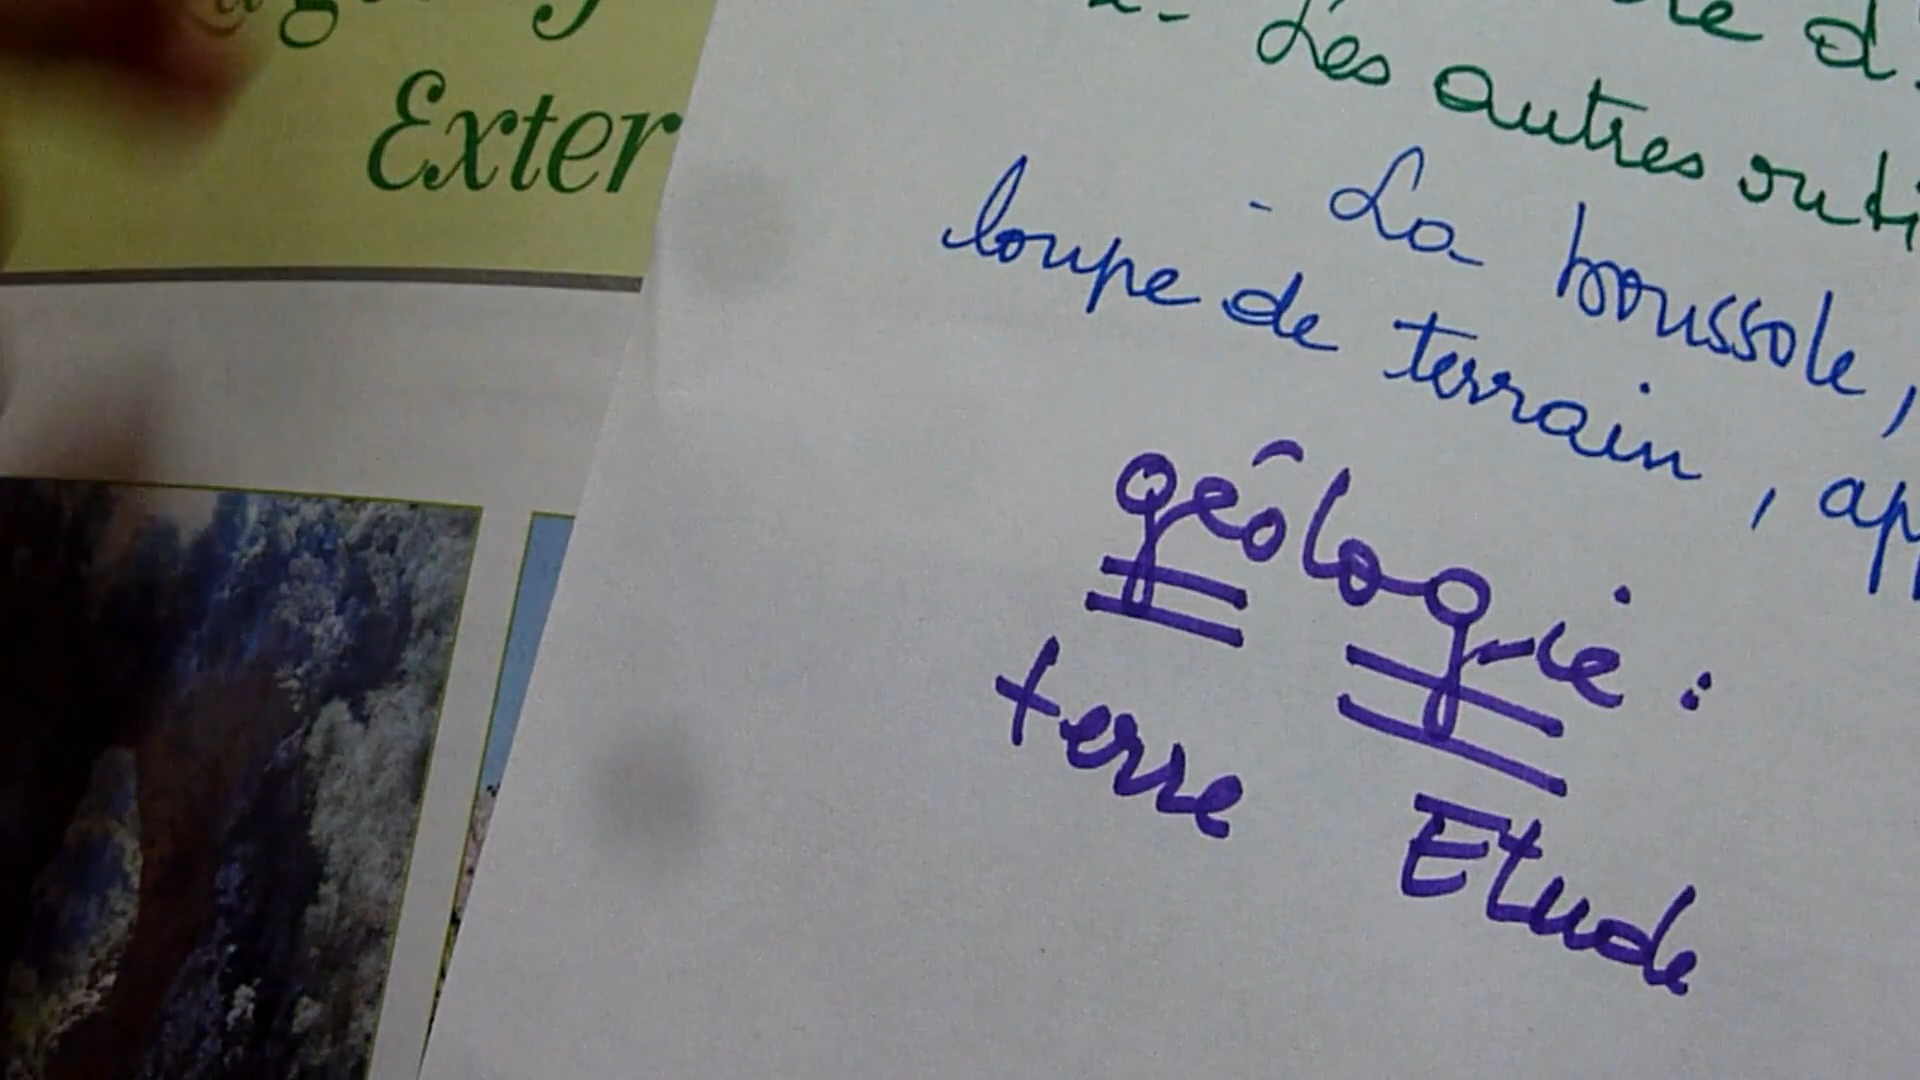 Exter
Les autres outi
- La boussole,
loupe de terrain, ap
géologie :
terre Etude